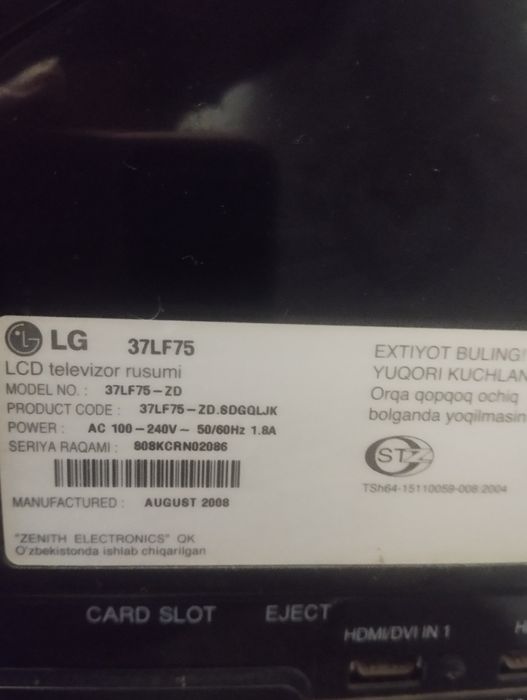 LG 37LF75
LCD televizor rusumi
MODEL NO. : 37LF75-ZD
PRODUCT CODE : 37LF75-ZD.SDGQLJK
POWER : AC 100-240V~ 50/60Hz 1.8A
SERIYA RAQAMI : 808KCRN02086
MANUFACTURED : AUGUST 2008
"ZENITH ELECTRONICS" QK
O'zbekistonda ishlab chiqarilgan
EXTIYOT BULING!
YUQORI KUCHLAN
Orqa qopqoq ochiq
bolganda yoqilmasin
STZ
TSh64-15110059-008:2004
CARD SLOT EJECT
HDMI/DVI IN 1
H